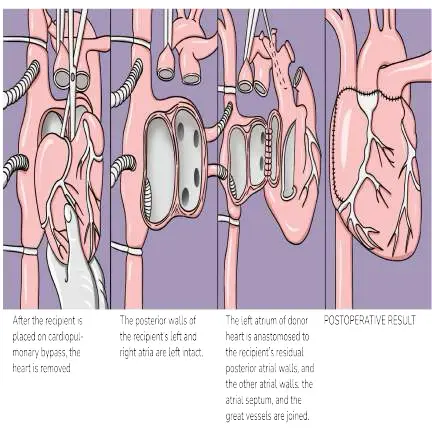 After the recipient is
placed on cardiopul-
monary bypass, the
heart is removed
The posterior walls of
the recipient's left and
right atria are left intact.
The left atrium of donor
heart is anastomosed to
the recipient's residual
posterior atrial walls, and
the other atrial walls. the
atrial septum, and the
great vessels are joined.
POSTOPERATIVE RESULT